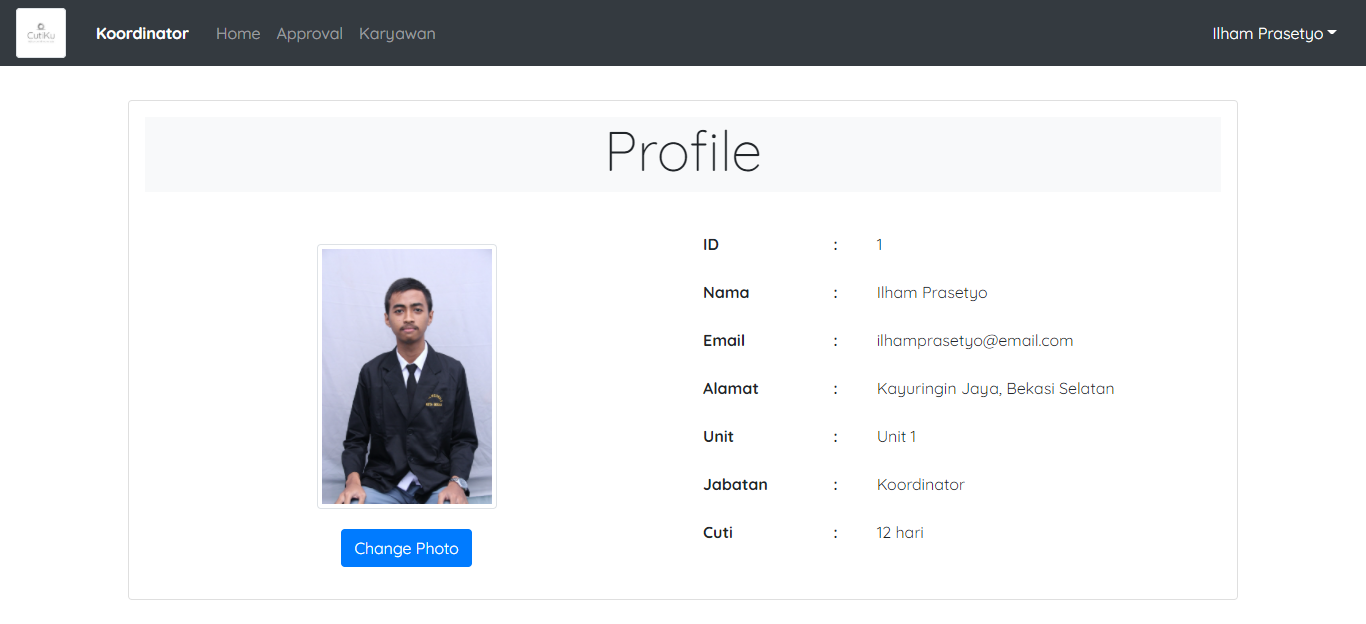 CutiKu
Koordinator Home Approval Karyawan Ilham Prasetyo
Profile
ID : 1
Nama : Ilham Prasetyo
Email : ilhamprasetyo@email.com
Alamat : Kayuringin Jaya, Bekasi Selatan
Unit : Unit 1
Jabatan : Koordinator
Cuti : 12 hari
Change Photo